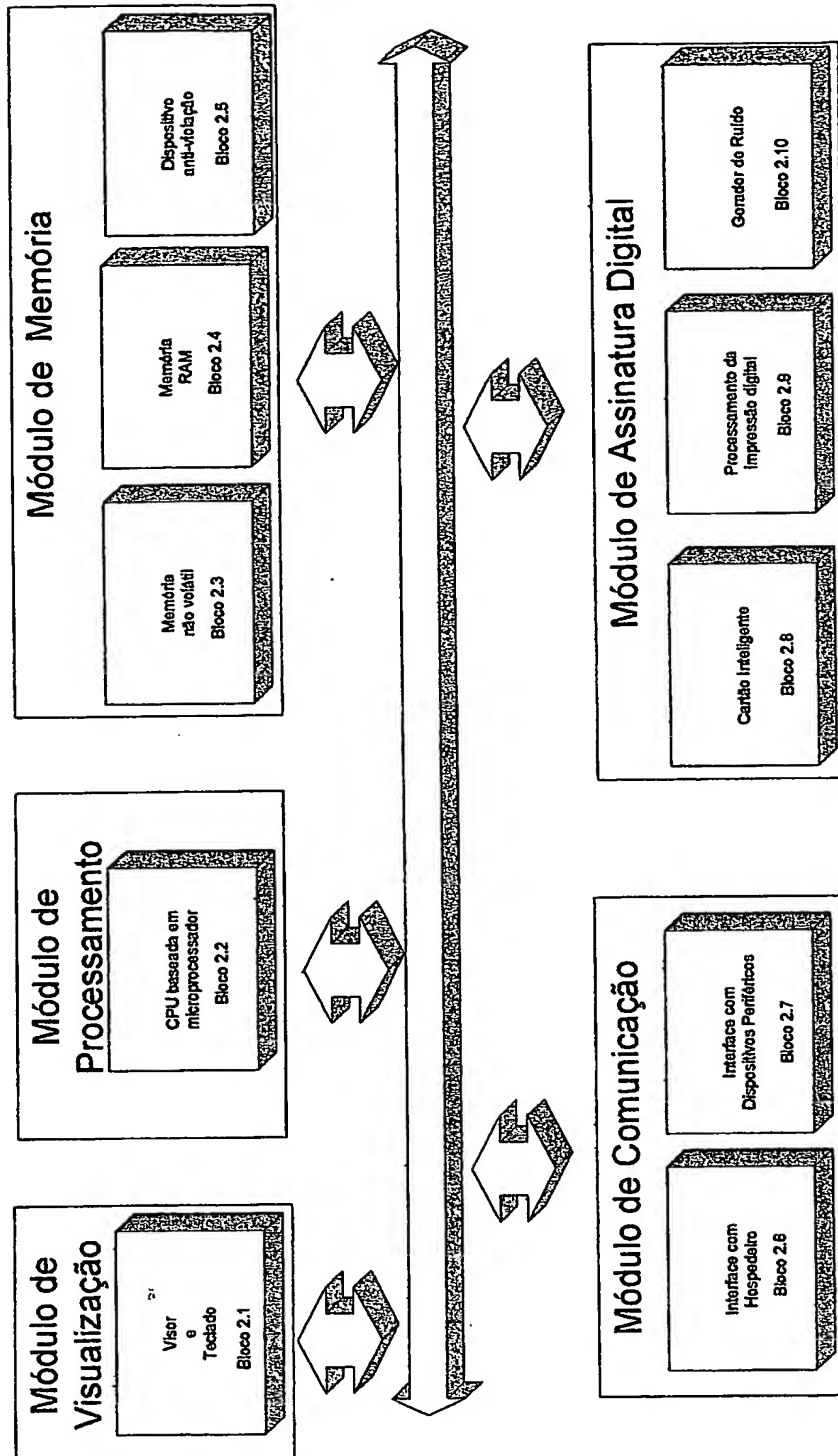 Módulo de
Visualização
Visor
e
Teclado
Bloco 2.1
Módulo de
Processamento
CPU baseada em
microprocessador
Bloco 2.2
Módulo de Memória
Memória
não volátil
Bloco 2.3
Memória
RAM
Bloco 2.4
Dispositivo
anti-violação
Bloco 2.5
Módulo de Comunicação
Interface com
Hospedeiro
Bloco 2.6
Interface com
Dispositivos Periféricos
Bloco 2.7
Módulo de Assinatura Digital
Cartão Inteligente
Bloco 2.8
Processamento da
Impressão digital
Bloco 2.9
Gerador de Ruído
Bloco 2.10